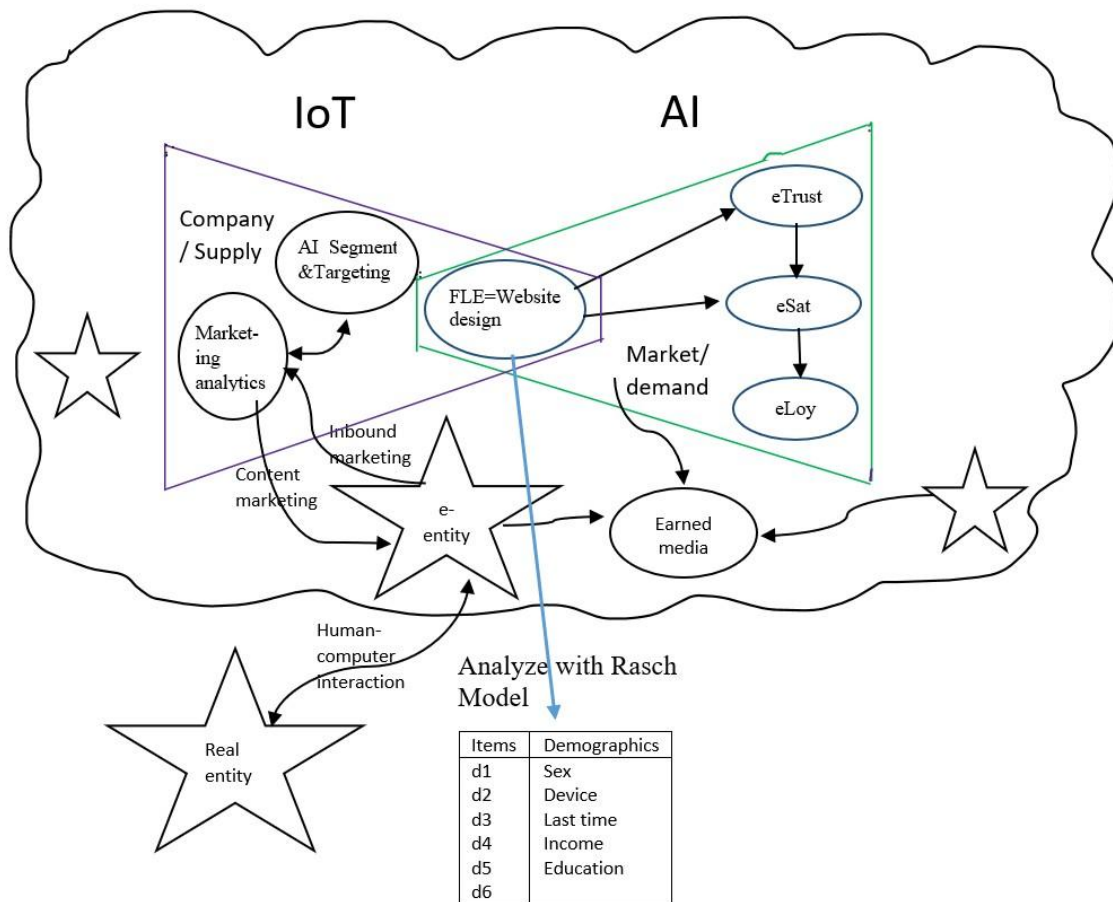 IoT
AI
Company
/ Supply
AI Segment
&Targeting
eTrust
FLE=Website
design
eSat
Market-
ing
analytics
Market/
demand
eLoy
Inbound
marketing
Content
marketing
e-
entity
Earned
media
Human-
computer
interaction
Analyze with Rasch
Model
Real
entity
Items Demographics
d1 Sex
d2 Device
d3 Last time
d4 Income
d5 Education
d6